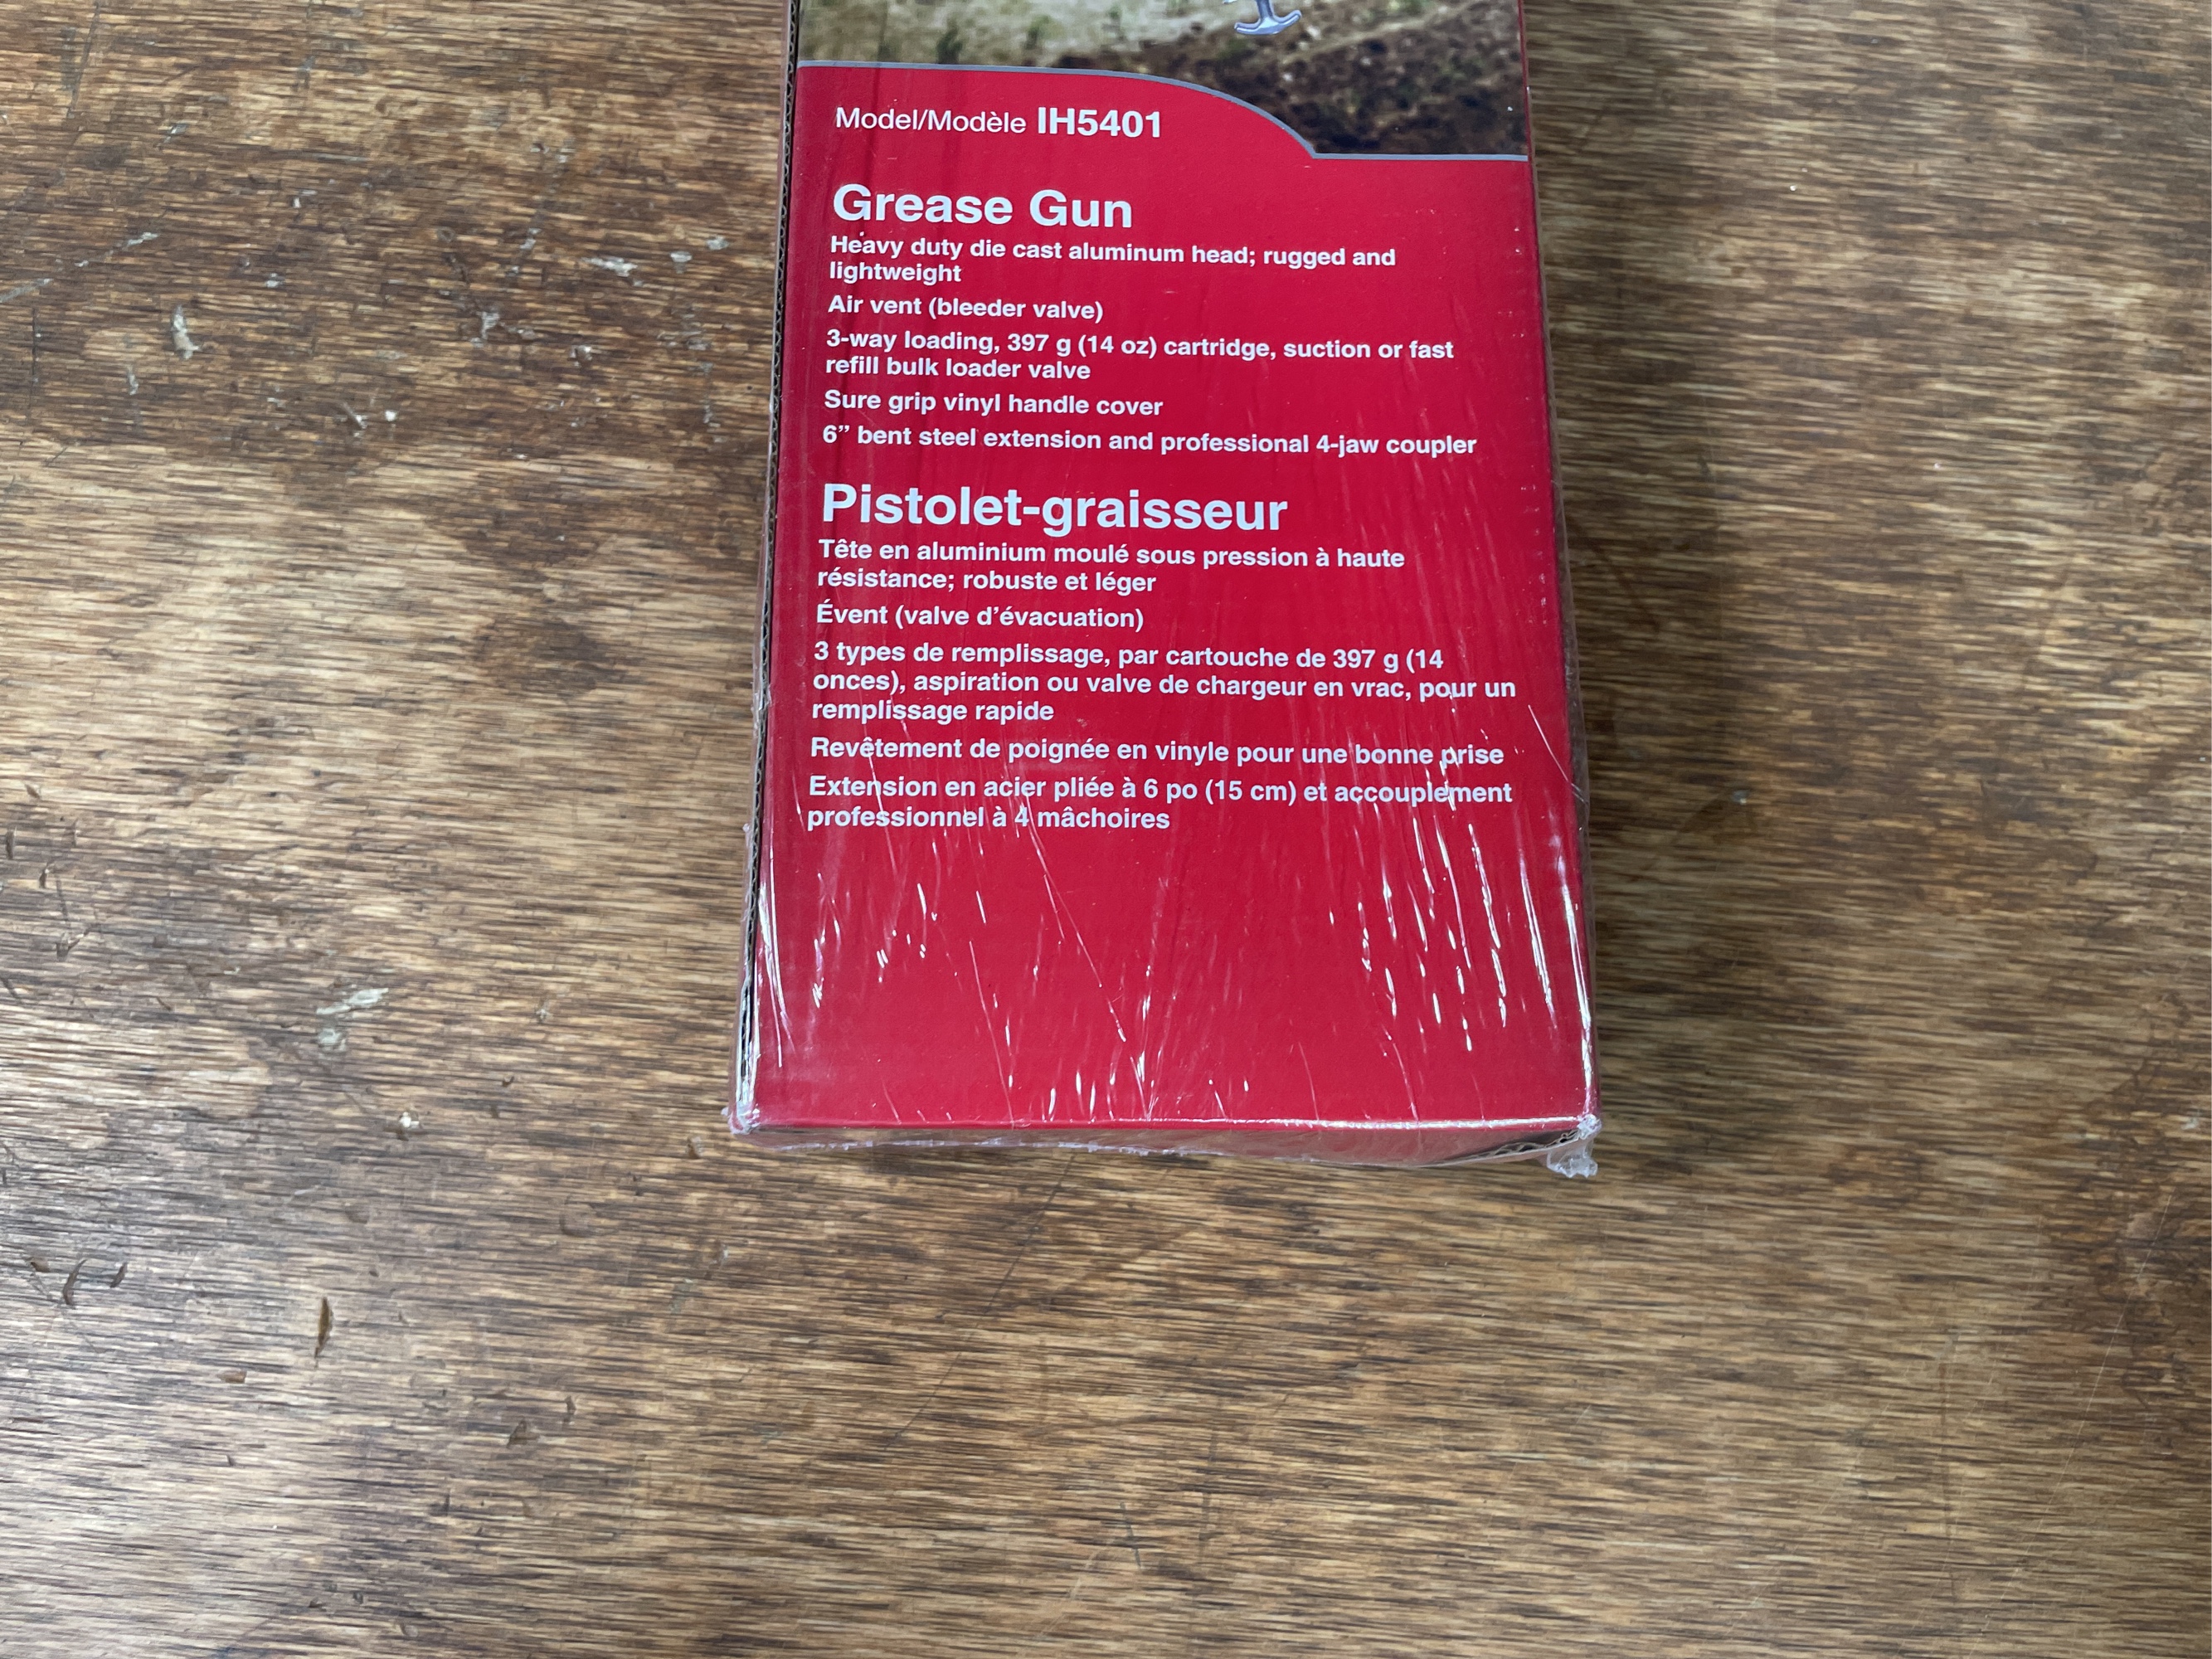 Model/Modèle IH5401
Grease Gun
Heavy duty die cast aluminum head; rugged and
lightweight
Air vent (bleeder valve)
3-way loading, 397 g (14 oz) cartridge, suction or fast
refill bulk loader valve
Sure grip vinyl handle cover
6” bent steel extension and professional 4-jaw coupler
Pistolet-graisseur
Tête en aluminium moulé sous pression à haute
résistance; robuste et léger
Évent (valve d’évacuation)
3 types de remplissage, par cartouche de 397 g (14
onces), aspiration ou valve de chargeur en vrac, pour un
remplissage rapide
Revêtement de poignée en vinyle pour une bonne prise
Extension en acier pliée à 6 po (15 cm) et accouplement
professionnel à 4 mâchoires